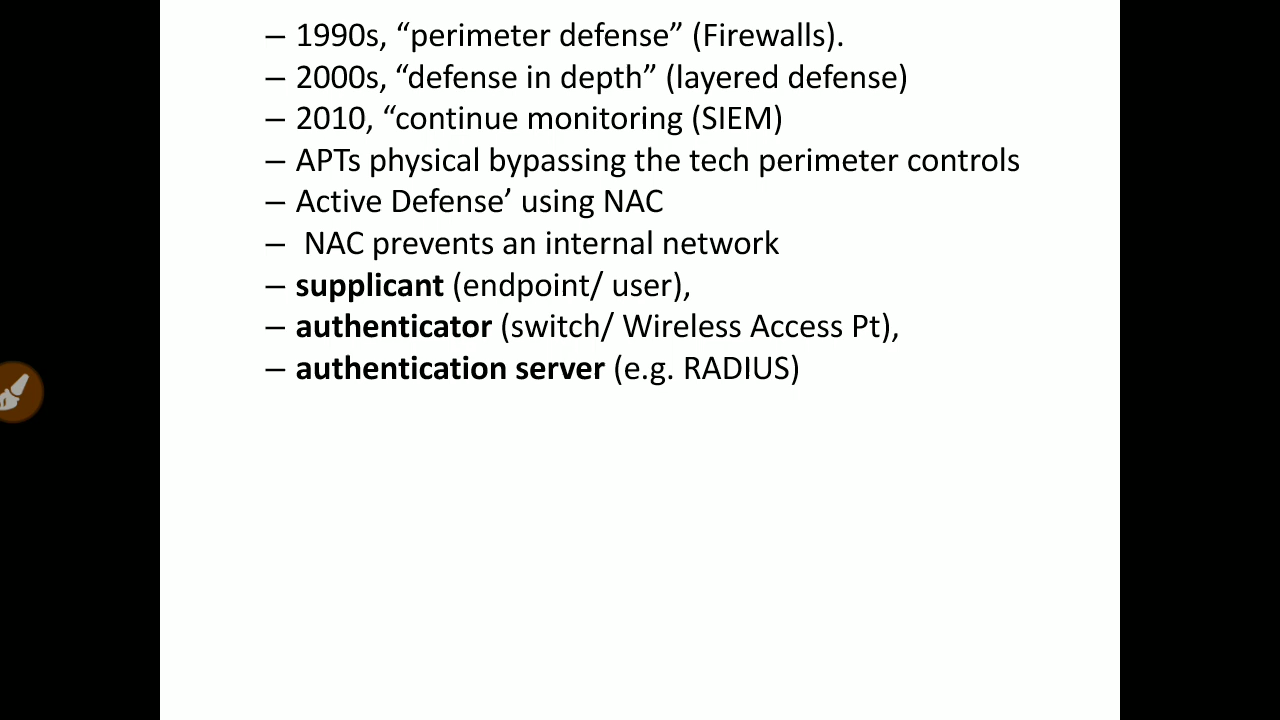 – 1990s, “perimeter defense” (Firewalls).
– 2000s, “defense in depth” (layered defense)
– 2010, “continue monitoring (SIEM)
– APTs physical bypassing the tech perimeter controls
– Active Defense’ using NAC
– NAC prevents an internal network
– supplicant (endpoint/ user),
– authenticator (switch/ Wireless Access Pt),
– authentication server (e.g. RADIUS)